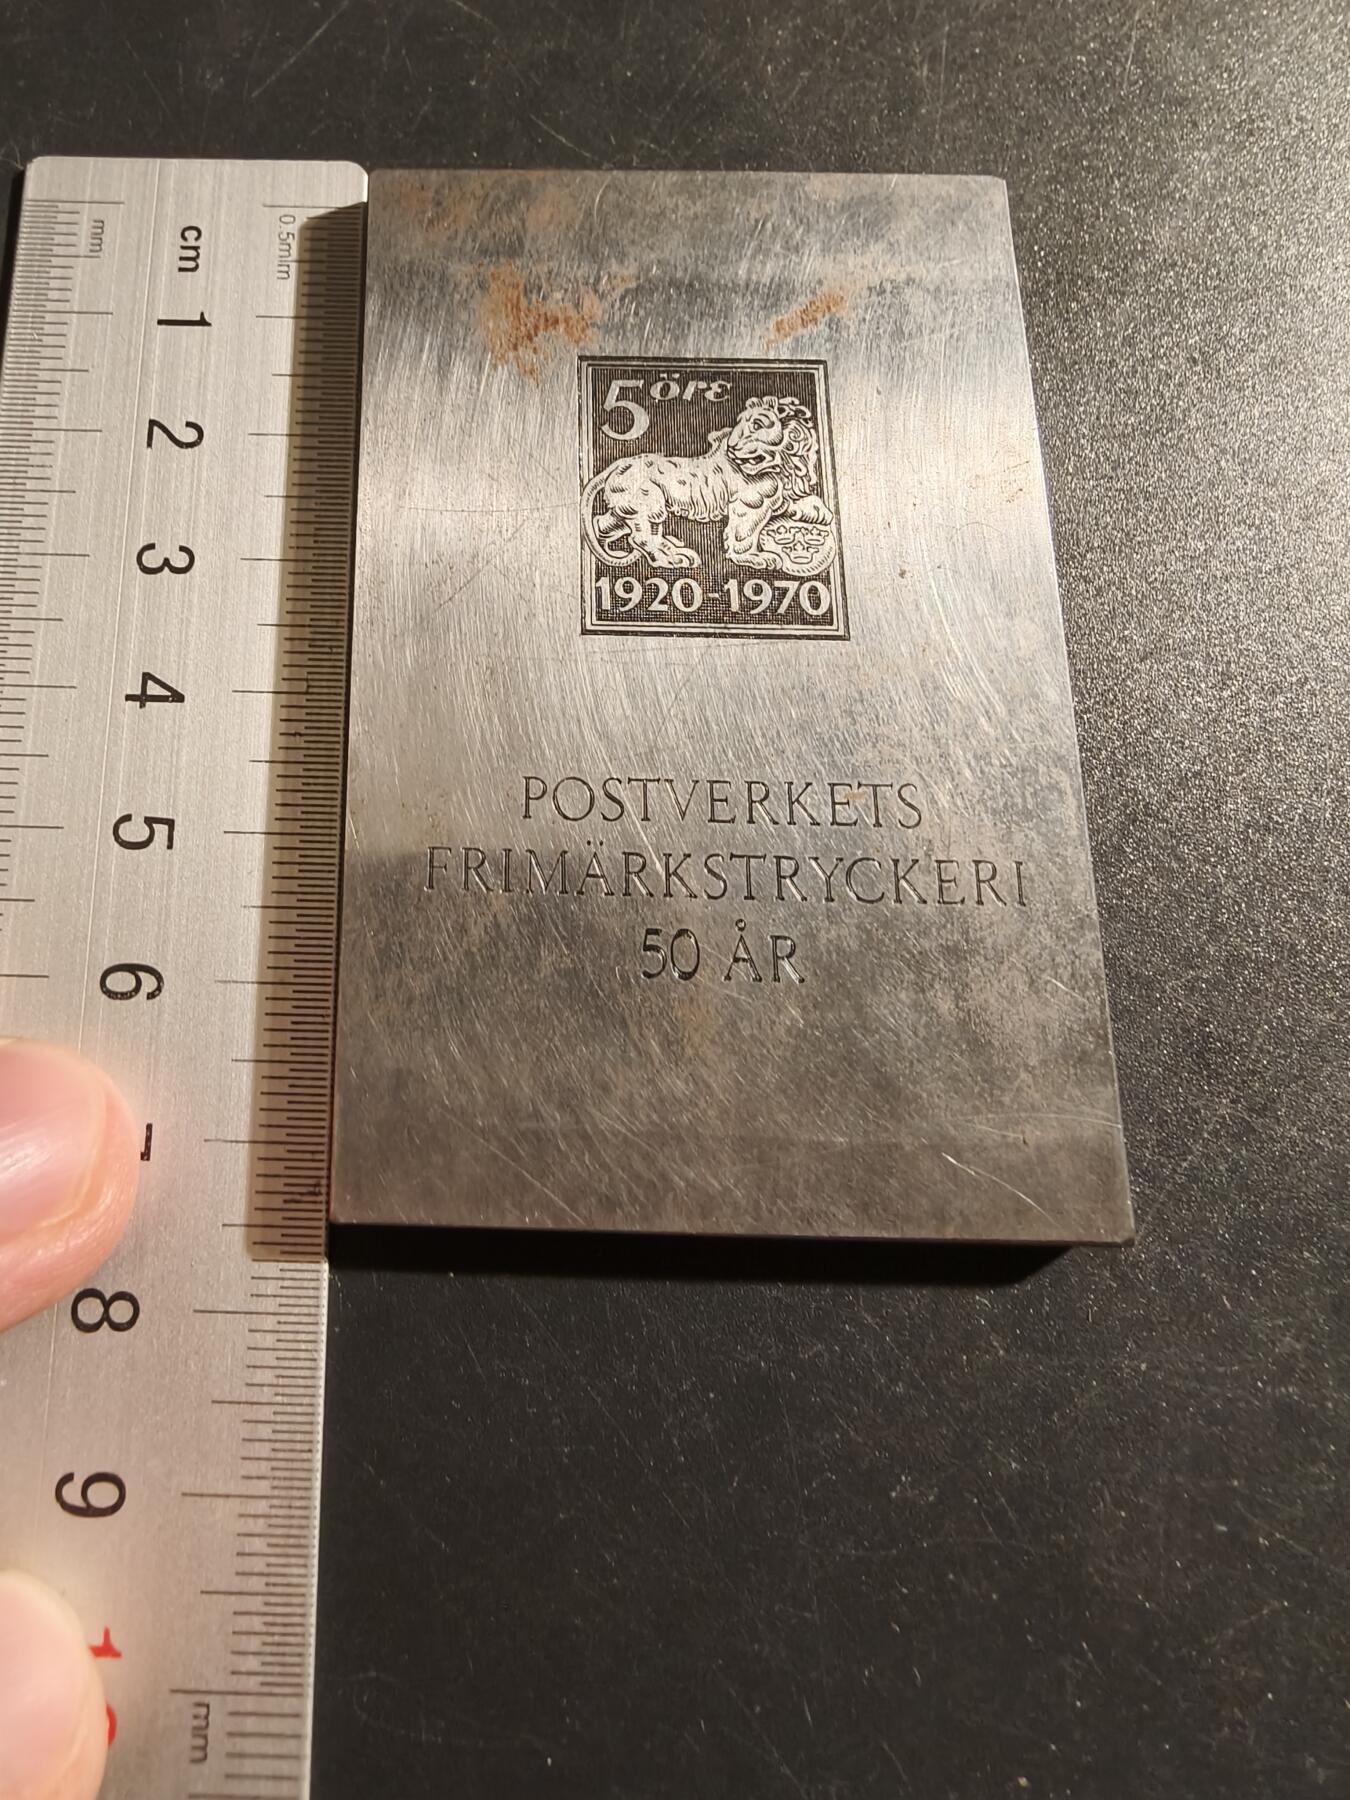 5 öre
1920-1970
POSTVERKETS
FRIMÄRKSTRYCKERI
50 ÅR
mm
cm
0.5mm
1
2
3
4
5
6
7
8
9
mm